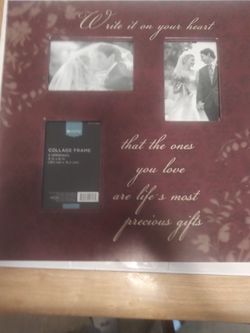 Write it on your heart
COLLAGE FRAME
that the ones
you love
are life's most
precious gifts